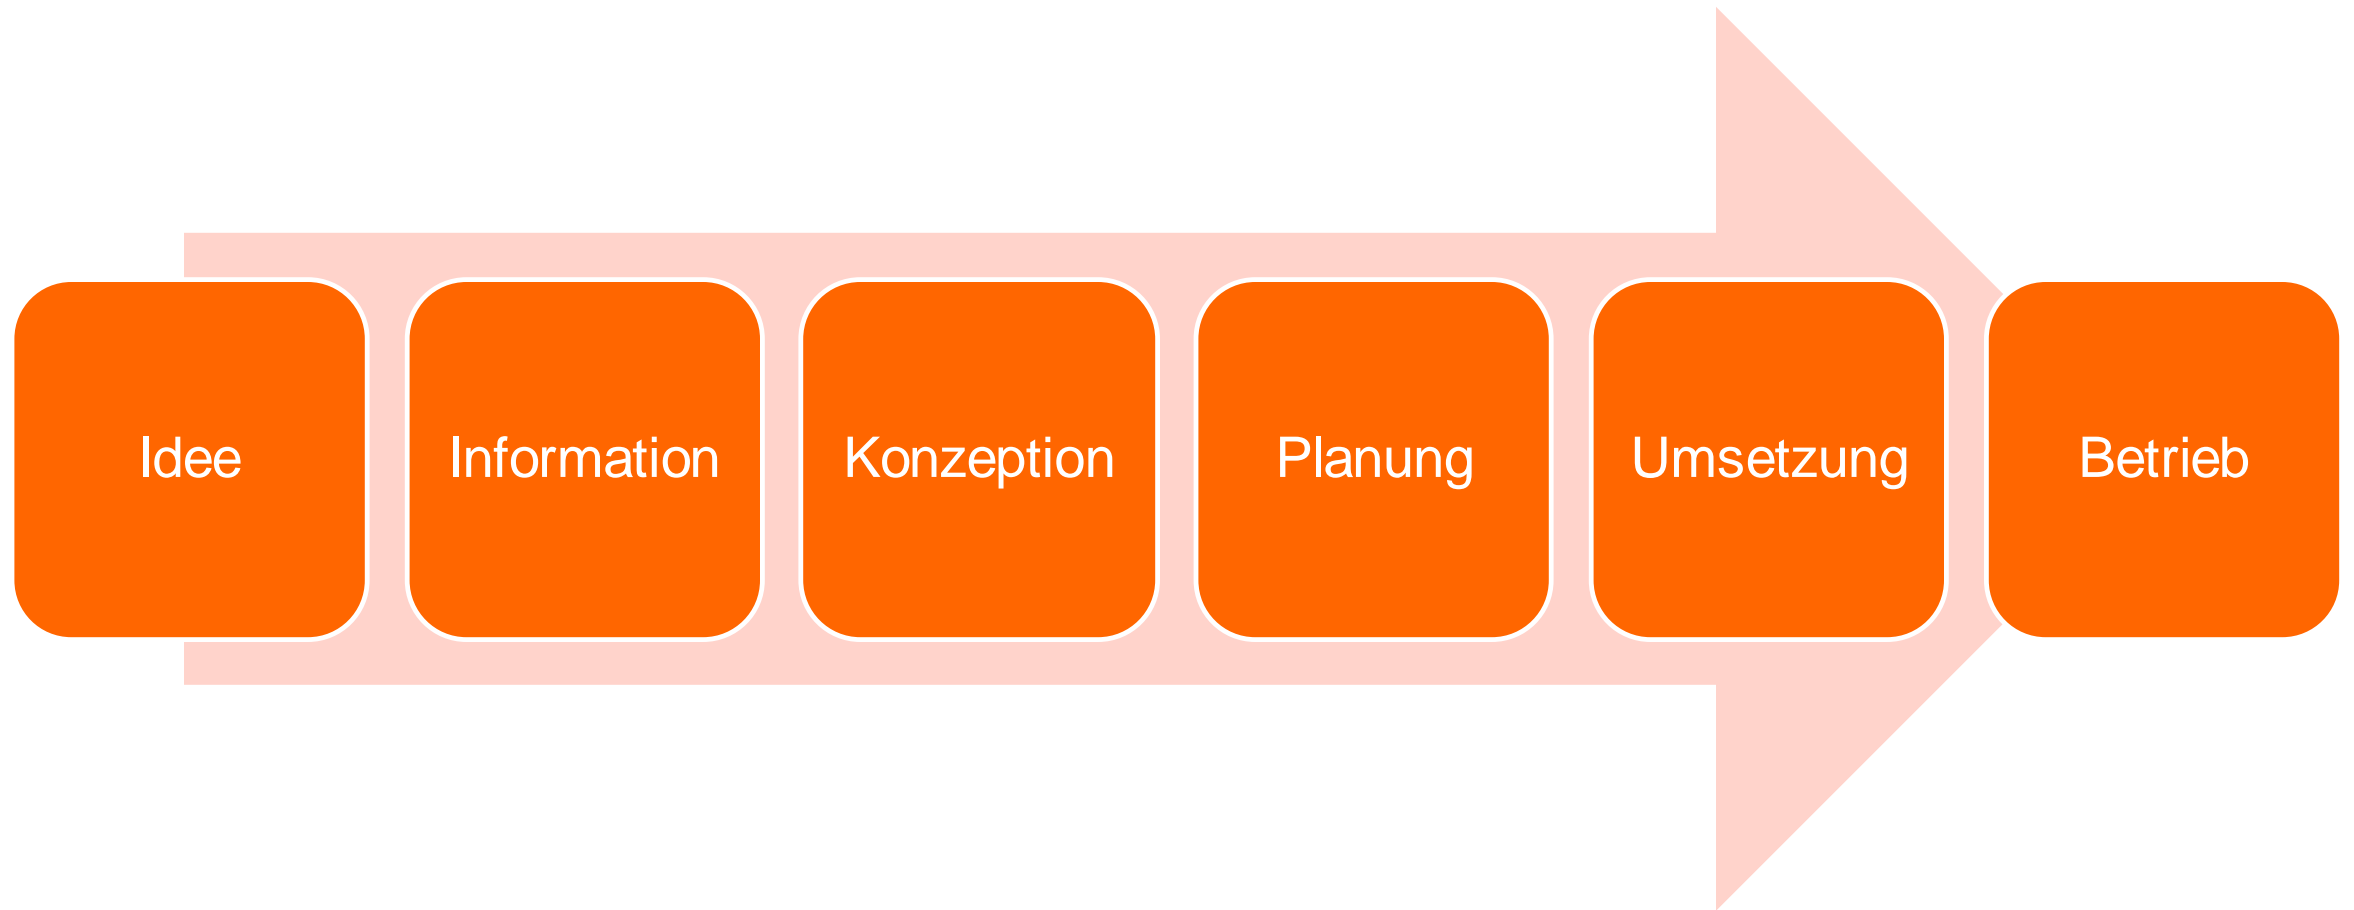 Idee
Information
Konzeption
Planung
Umsetzung
Betrieb